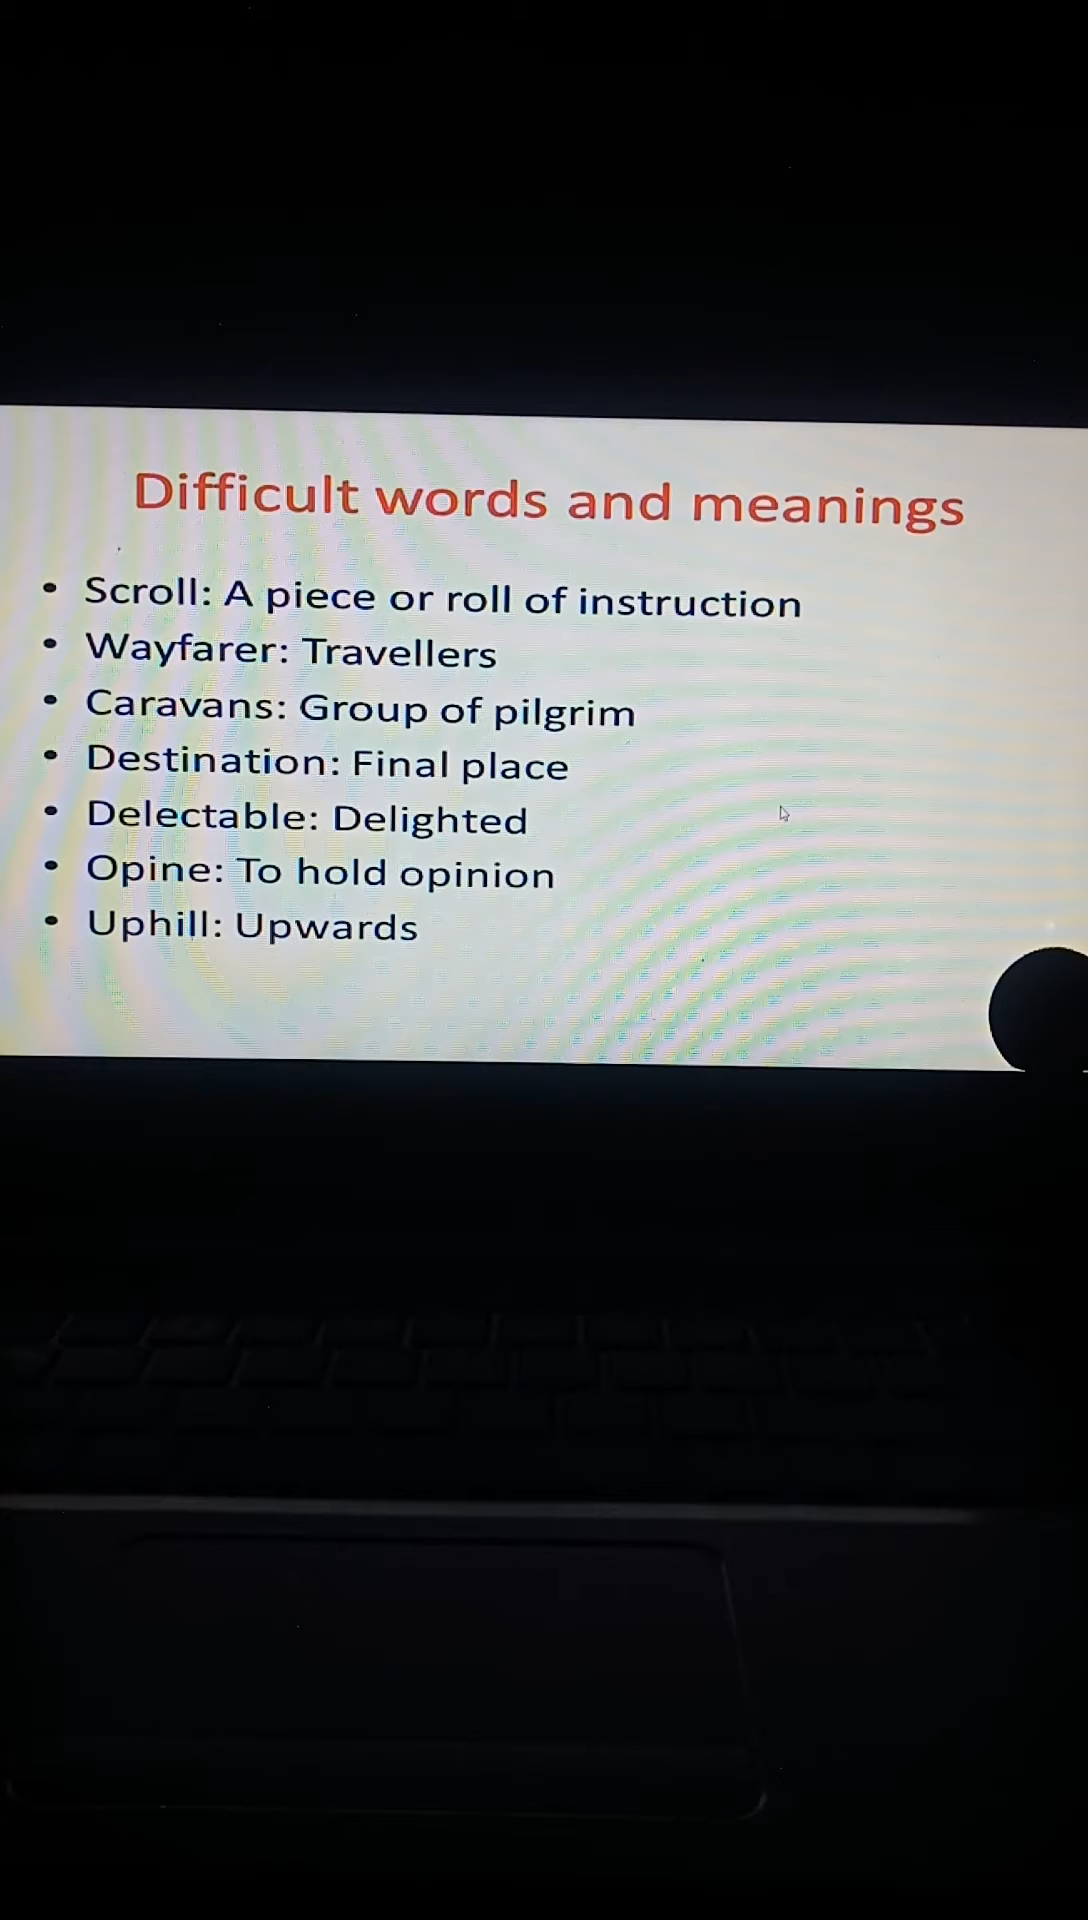 Difficult words and meanings
• Scroll: A piece or roll of instruction
• Wayfarer: Travellers
• Caravans: Group of pilgrim
• Destination: Final place
• Delectable: Delighted
• Opine: To hold opinion
• Uphill: Upwards